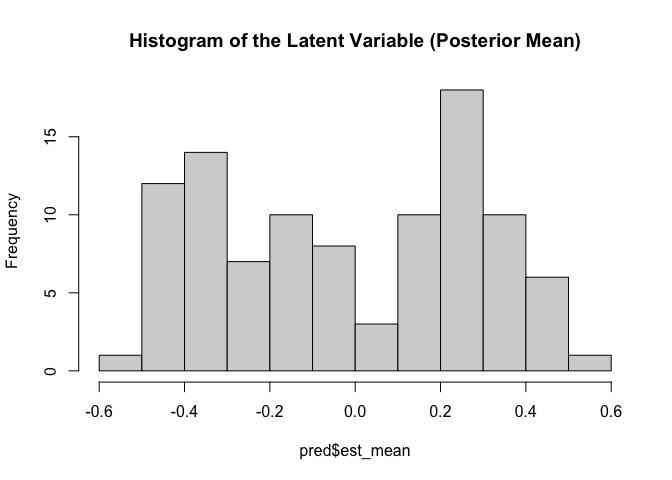 Histogram of the Latent Variable (Posterior Mean)
Frequency
15
10
5
0
-0.6 -0.4 -0.2 0.0 0.2 0.4 0.6
pred$est_mean